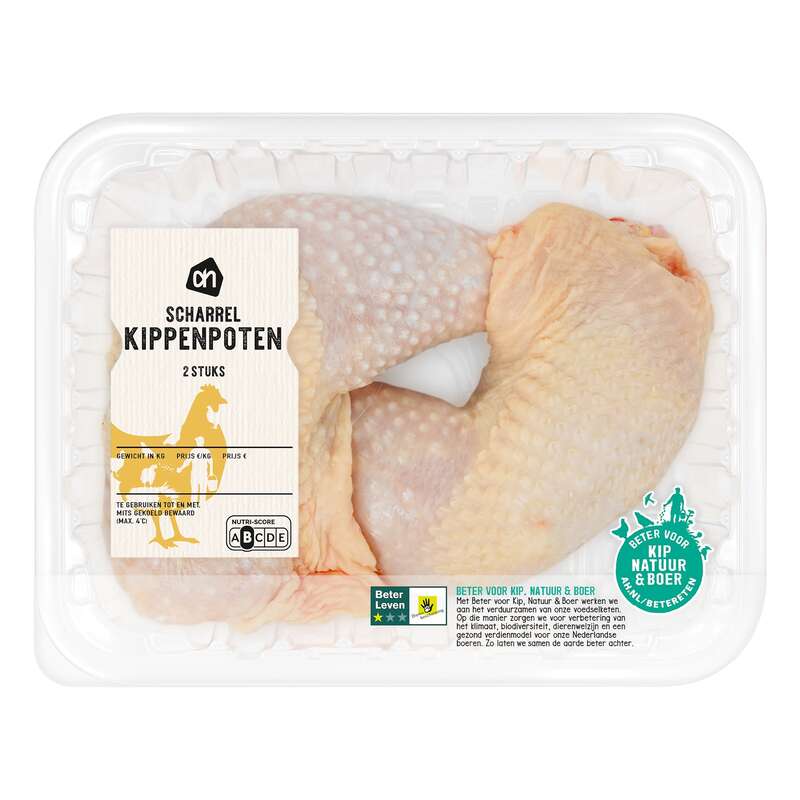 ah
SCHARREL
KIPPENPOTEN
2 STUKS
GEWICHT IN KG PRIJS €/KG PRIJS €
TE GEBRUIKEN TOT EN MET,
MITS GEKOELD BEWAARD
(MAX. 4°C)
NUTRI-SCORE
A B C D E
Beter
Leven
BETER VOOR KIP, NATUUR & BOER
Met Beter voor Kip, Natuur & Boer werken we
aan het verduurzamen van onze voedselketen.
Op die manier zorgen we voor verbetering van
het klimaat, biodiversiteit, dierenwelzijn en een
gezond verdienmodel voor onze Nederlandse
boeren. Zo laten we samen de aarde beter achter.
BETER VOOR
KIP
NATUUR
& BOER
AH.NL/BETERETEN